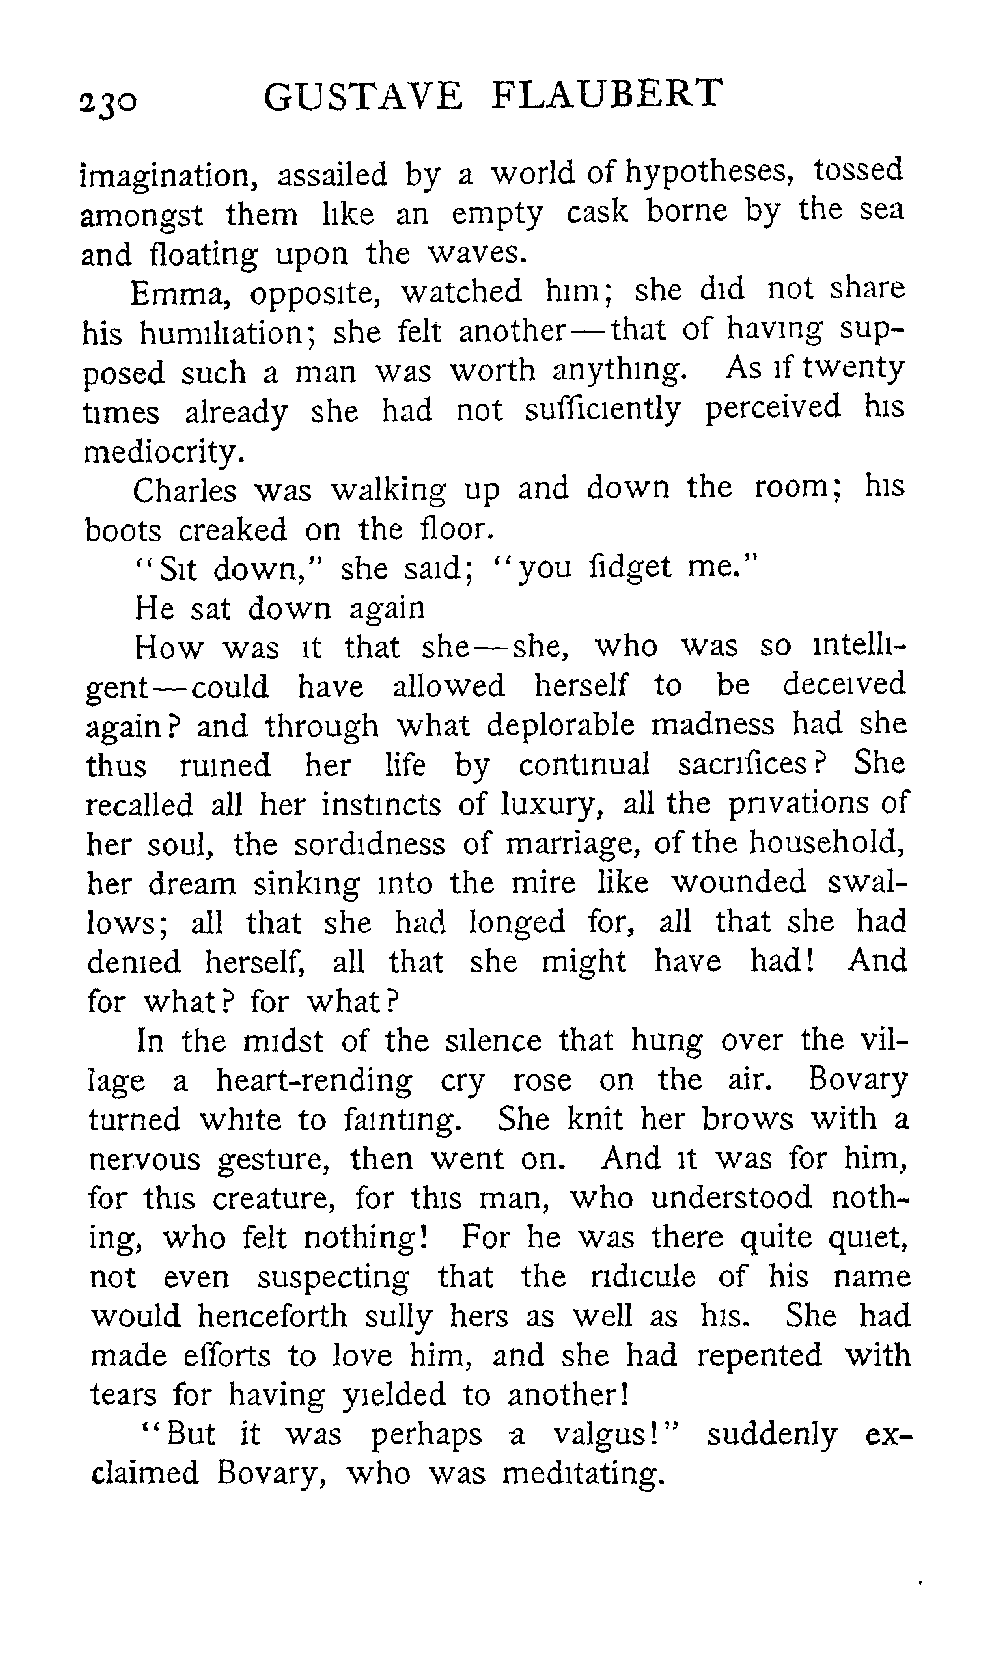 230 GUSTAVE FLAUBERT
imagination, assailed by a world of hypotheses, tossed
amongst them like an empty cask borne by the sea
and floating upon the waves.
Emma, opposite, watched him; she did not share
his humiliation; she felt another—that of having sup-
posed such a man was worth anything. As if twenty
times already she had not sufficiently perceived his
mediocrity.
Charles was walking up and down the room; his
boots creaked on the floor.
"Sit down," she said; "you fidget me."
He sat down again
How was it that she—she, who was so intelli-
gent—could have allowed herself to be deceived
again? and through what deplorable madness had she
thus ruined her life by continual sacrifices? She
recalled all her instincts of luxury, all the privations of
her soul, the sordidness of marriage, of the household,
her dream sinking into the mire like wounded swal-
lows; all that she had longed for, all that she had
denied herself, all that she might have had! And
for what? for what?
In the midst of the silence that hung over the vil-
lage a heart-rending cry rose on the air. Bovary
turned white to fainting. She knit her brows with a
nervous gesture, then went on. And it was for him,
for this creature, for this man, who understood noth-
ing, who felt nothing! For he was there quite quiet,
not even suspecting that the ridicule of his name
would henceforth sully hers as well as his. She had
made efforts to love him, and she had repented with
tears for having yielded to another!
"But it was perhaps a valgus!" suddenly ex-
claimed Bovary, who was meditating.